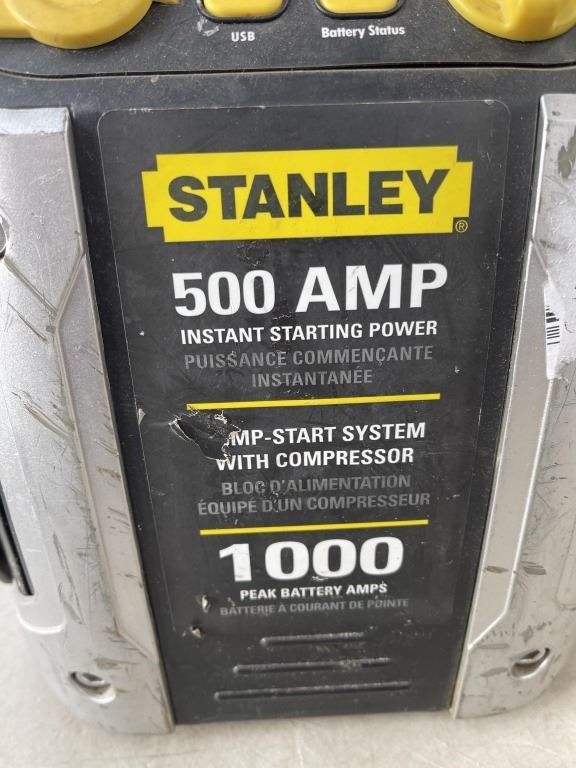 USB
Battery Status
STANLEY®
500 AMP
INSTANT STARTING POWER
PUISSANCE COMMENÇANTE
INSTANTANÉE
MP-START SYSTEM
WITH COMPRESSOR
BLOC D'ALIMENTATION
ÉQUIPÉ D'UN COMPRESSEUR
1000
PEAK BATTERY AMPS
BATTERIE À COURANT DE POINTE